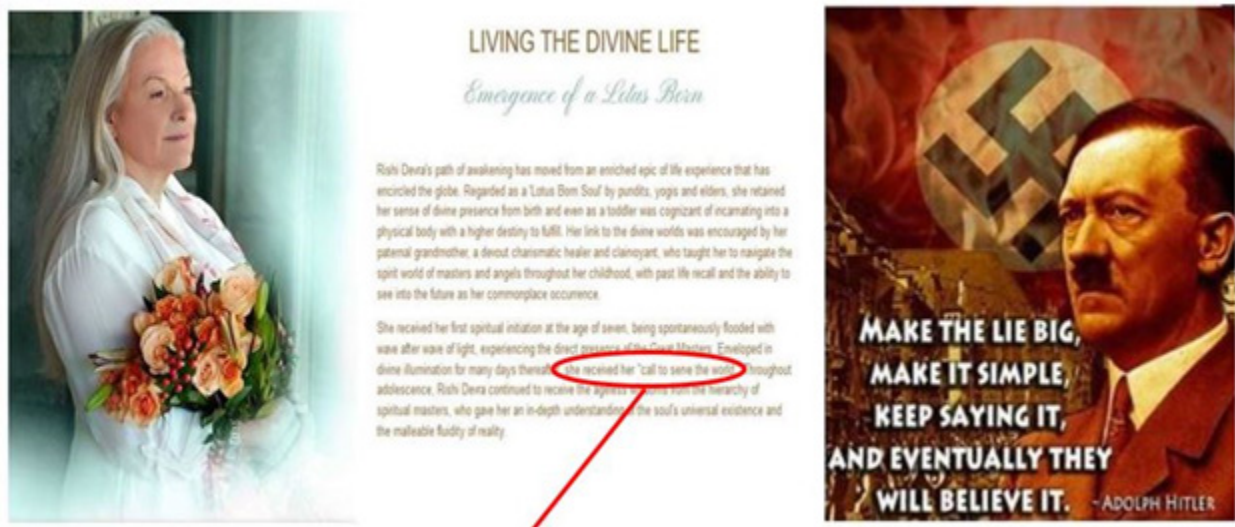 LIVING THE DIVINE LIFE
Emergence of a Lotus Born
Rishi path of awakening has moved from an enriched epic of life experience that has
encircled the globe. Regarded as a 'Lotus Born Soul' by pundits, yogis and elders, she retained
her sense of divine presence from birth and even as a toddler was cognizant of incarnating into a
physical body with a higher destiny to fulfill. Her link to the divine worlds was encouraged by her
paternal grandmother, a devout charismatic healer and clairvoyant, who taught her to navigate the
spirit world of masters and angels throughout her childhood, with past life recall and the ability to
see into the future as her commonplace occurrence.
She received her first spiritual initiation at the age of seven, being spontaneously flooded with
wave after wave of light, experiencing the direct presence of the Great Masters. Enveloped in
divine illumination for many days she received her "call to serve the world Throughout
adolescence, Rishi continued to receive the ageless from the hierarchy of
spiritual masters, who gave her an in-depth understanding the soul's universal existence and
the malleable fluidity of reality.
MAKE THE LIE BIG,
MAKE IT SIMPLE,
KEEP SAYING IT,
AND EVENTUALLY THEY
WILL BELIEVE IT. - ADOLPH HITLER